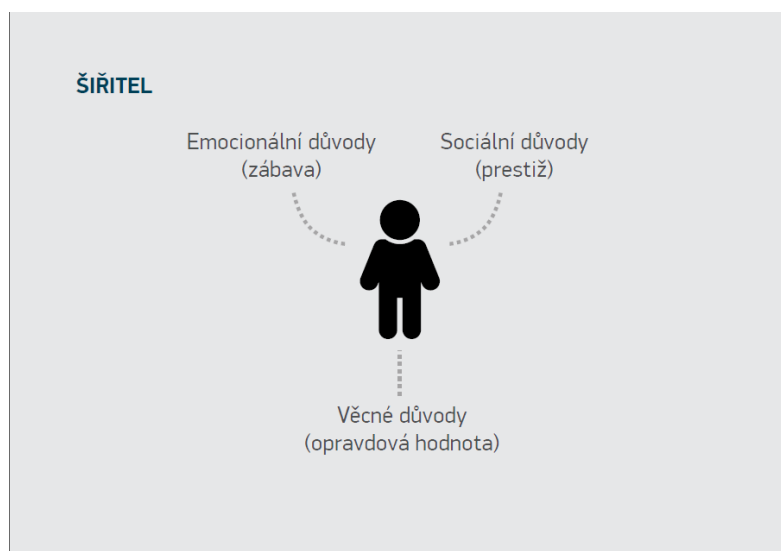 ŠIŘITEL
Emocionální důvody
(zábava)
Sociální důvody
(prestiž)
Věcné důvody
(opravdová hodnota)